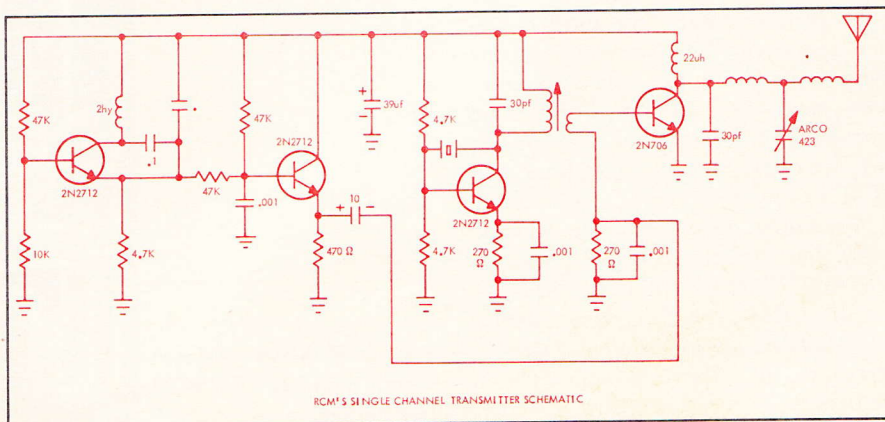 47K
2hy
.1
2N2712
10K
4.7K
47K
47K
.001
2N2712
470 Ω
+ 10 -
+
39uf
-
4.7K
30pf
2N2712
4.7K
270
Ω
.001
270
Ω
.001
22uh
2N706
30pf
ARCO
423
RCM'S SINGLE CHANNEL TRANSMITTER SCHEMATIC